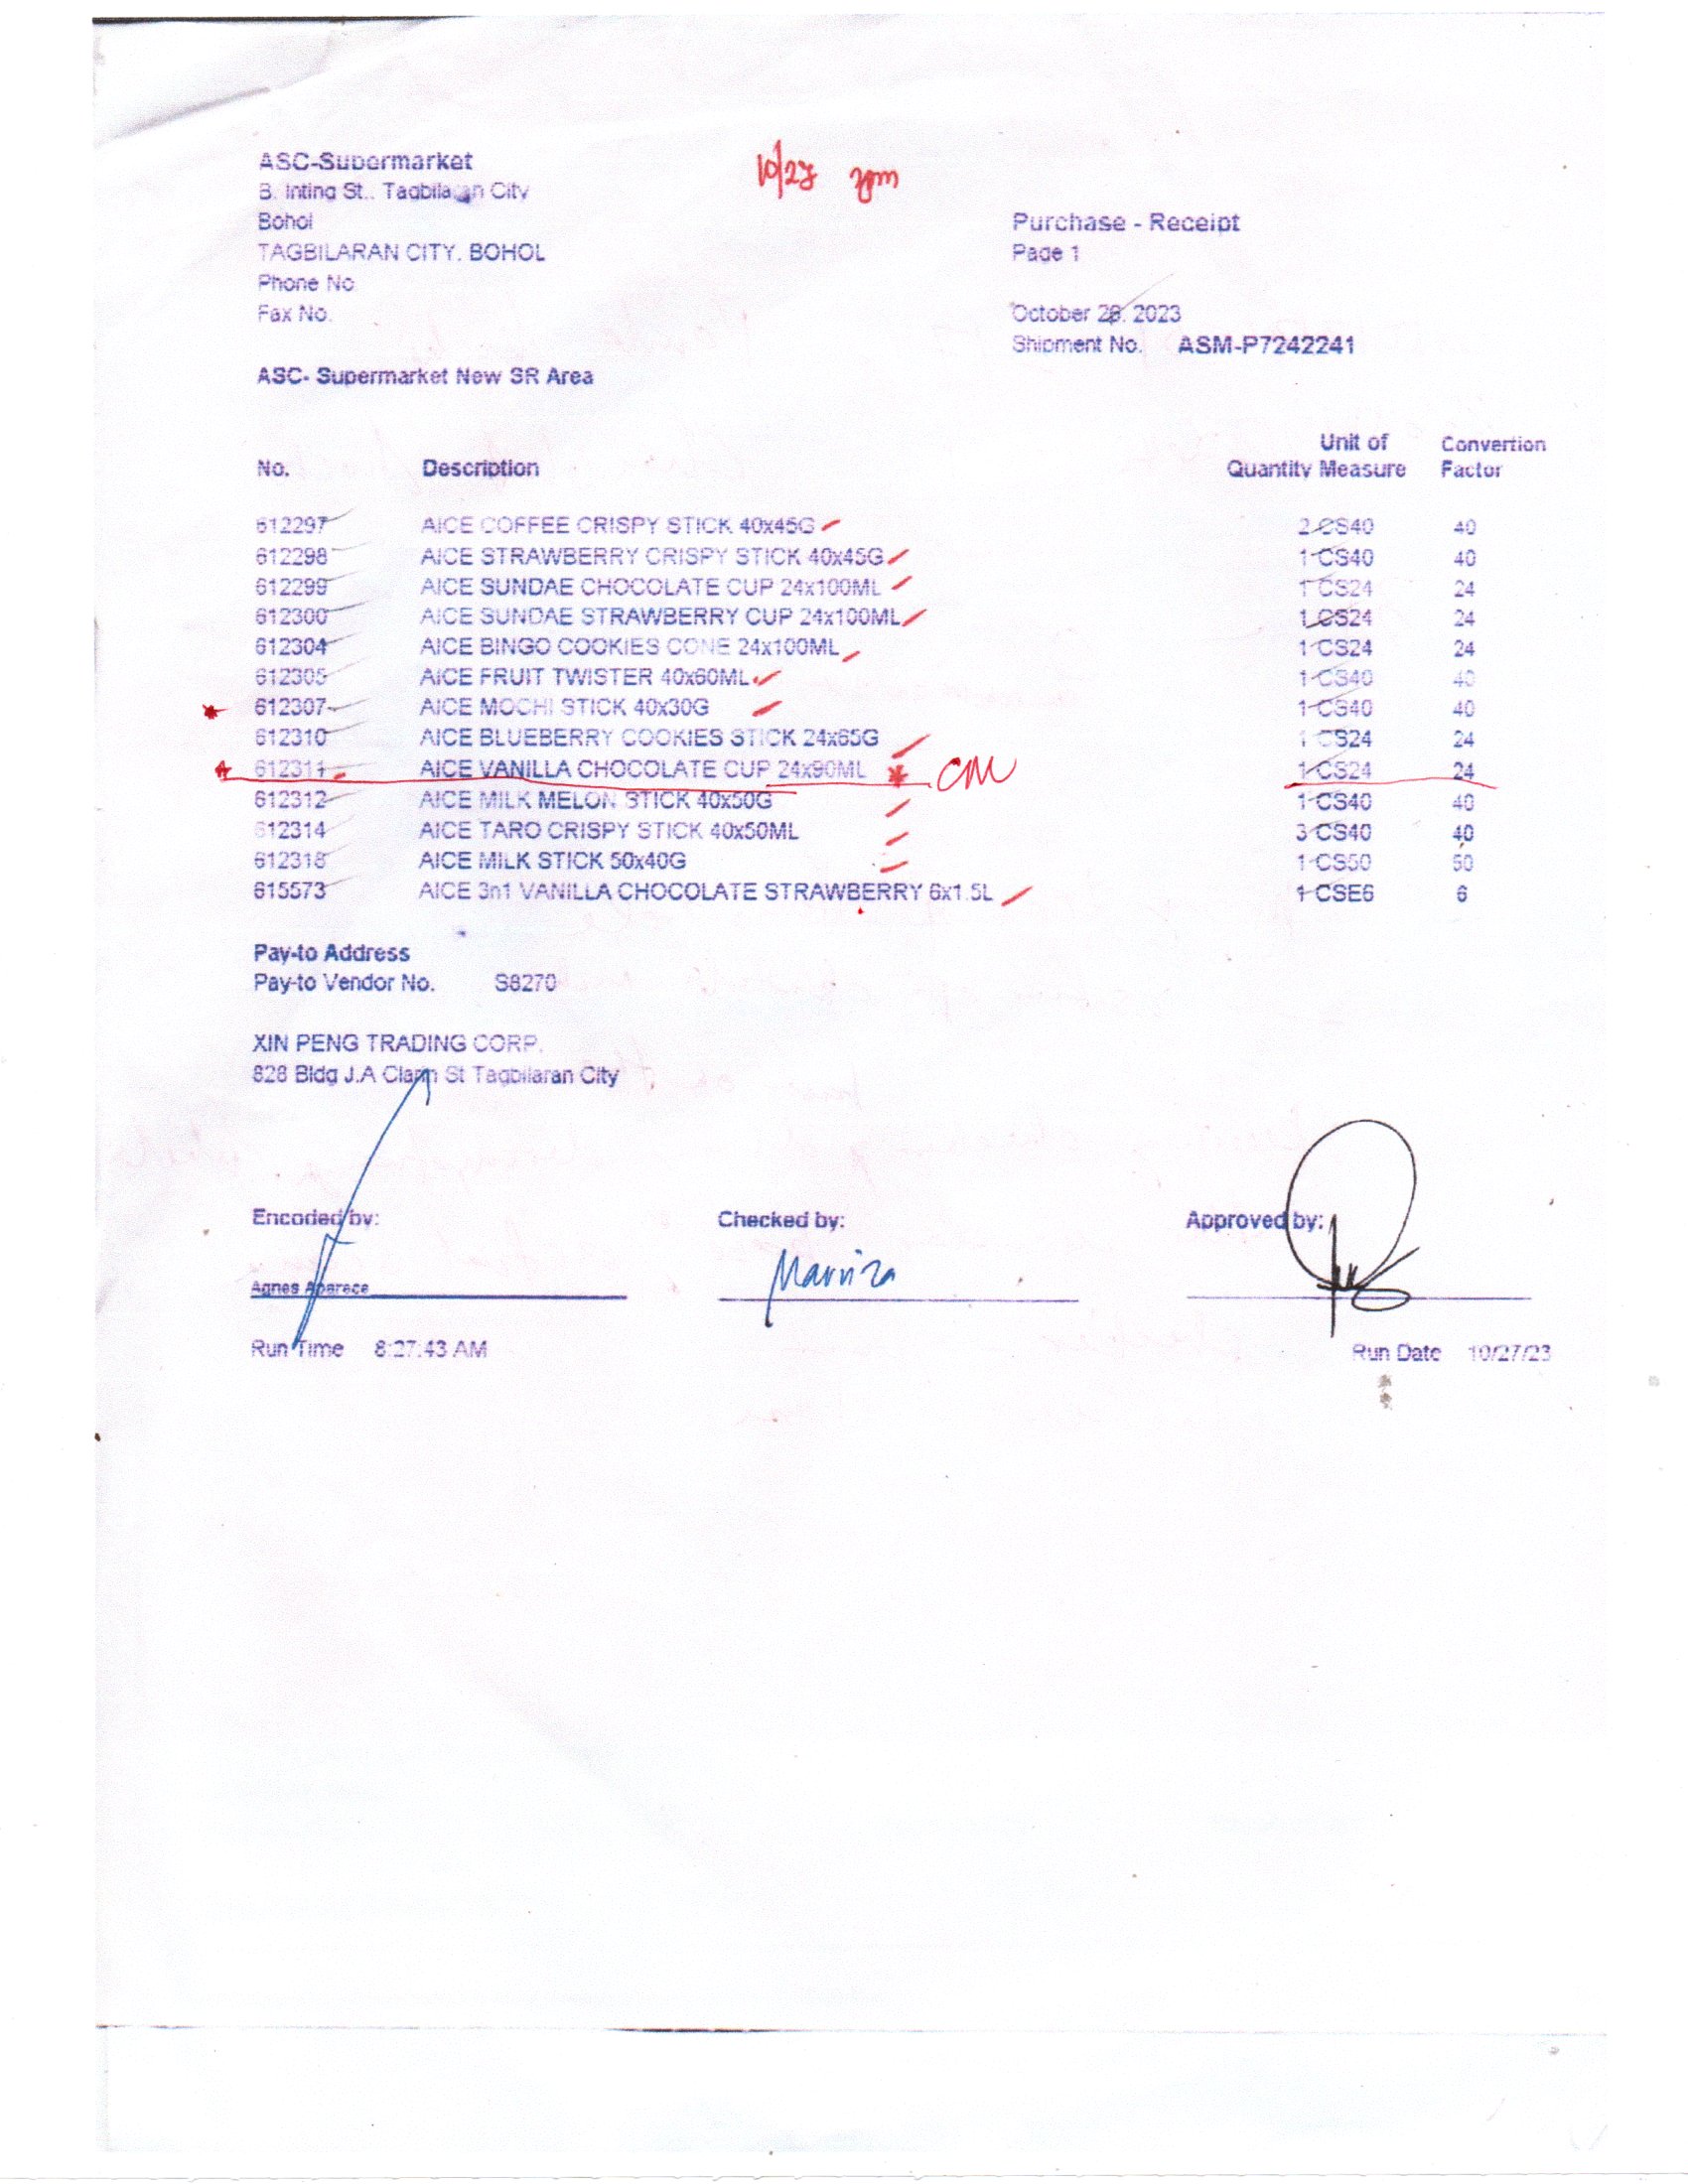 ASC-Supermarket
B. Inting St.. Tagbilaran City
Bohol
TAGBILARAN CITY. BOHOL
Phone No
Fax No.
10/27 2pm
Purchase - Receipt
Page 1
October 26. 2023
Shipment No. ASM-P7242241
ASC- Supermarket New SR Area
No. Description Quantity Unit of Measure Convertion Factor
612297 AICE COFFEE CRISPY STICK 40x45G 2 CS40 40
612298 AICE STRAWBERRY CRISPY STICK 40x45G 1 CS40 40
612299 AICE SUNDAE CHOCOLATE CUP 24x100ML 1 CS24 24
612300 AICE SUNDAE STRAWBERRY CUP 24x100ML 1 CS24 24
612304 AICE BINGO COOKIES CONE 24x100ML 1 CS24 24
612305 AICE FRUIT TWISTER 40x60ML 1 CS40 40
* 612307 AICE MOCHI STICK 40x30G 1 CS40 40
612310 AICE BLUEBERRY COOKIES STICK 24x65G 1 CS24 24
* 612311 AICE VANILLA CHOCOLATE CUP 24x90ML * CM 1 CS24 24
612312 AICE MILK MELON STICK 40x50G 1 CS40 40
612314 AICE TARO CRISPY STICK 40x50ML 3 CS40 40
612318 AICE MILK STICK 50x40G 1 CS50 50
615573 AICE 3n1 VANILLA CHOCOLATE STRAWBERRY 6x1.5L 1 CSE6 6
Pay-to Address
Pay-to Vendor No. S8270
XIN PENG TRADING CORP.
828 Bldg J.A Clarin St Tagbilaran City
Encoded by: Checked by: Approved by:
Agnes Aparece Marviza
Run Time 8:27:43 AM Run Date 10/27/23